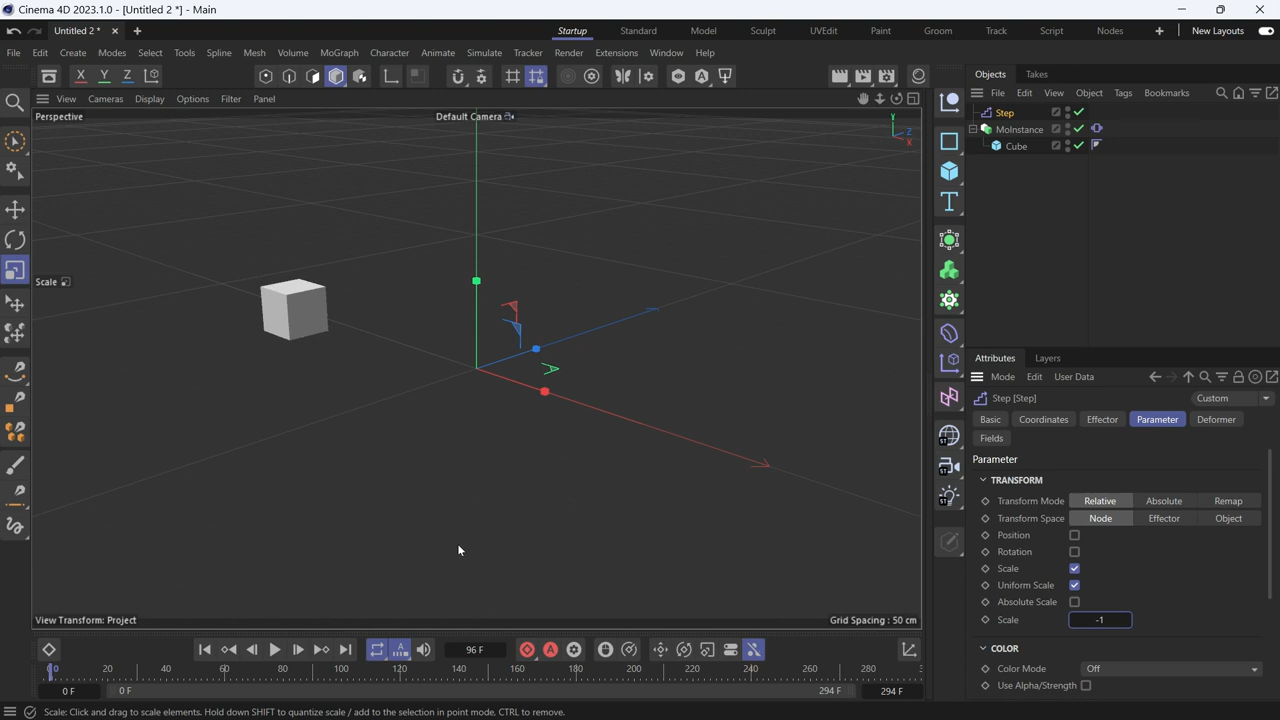 Cinema 4D 2023.1.0 - [Untitled 2 *] - Main
Untitled 2 *
Startup Standard Model Sculpt UVEdit Paint Groom Track Script Nodes New Layouts
File Edit Create Modes Select Tools Spline Mesh Volume MoGraph Character Animate Simulate Tracker Render Extensions Window Help
X Y Z
Objects Takes
View Cameras Display Options Filter Panel
File Edit View Object Tags Bookmarks
Perspective
Default Camera
Y
Z
X
Step
MoInstance
Cube
Scale
Attributes Layers
Mode Edit User Data
Step [Step]
Custom
Basic Coordinates Effector Parameter Deformer
Fields
Parameter
TRANSFORM
Transform Mode Relative Absolute Remap
Transform Space Node Effector Object
Position
Rotation
Scale
Uniform Scale
Absolute Scale
Scale -1
COLOR
Color Mode Off
Use Alpha/Strength
View Transform: Project
Grid Spacing : 50 cm
96 F
0 20 40 60 80 100 120 140 160 180 200 220 240 260 280
0 F 0 F 294 F 294 F
Scale: Click and drag to scale elements. Hold down SHIFT to quantize scale / add to the selection in point mode, CTRL to remove.